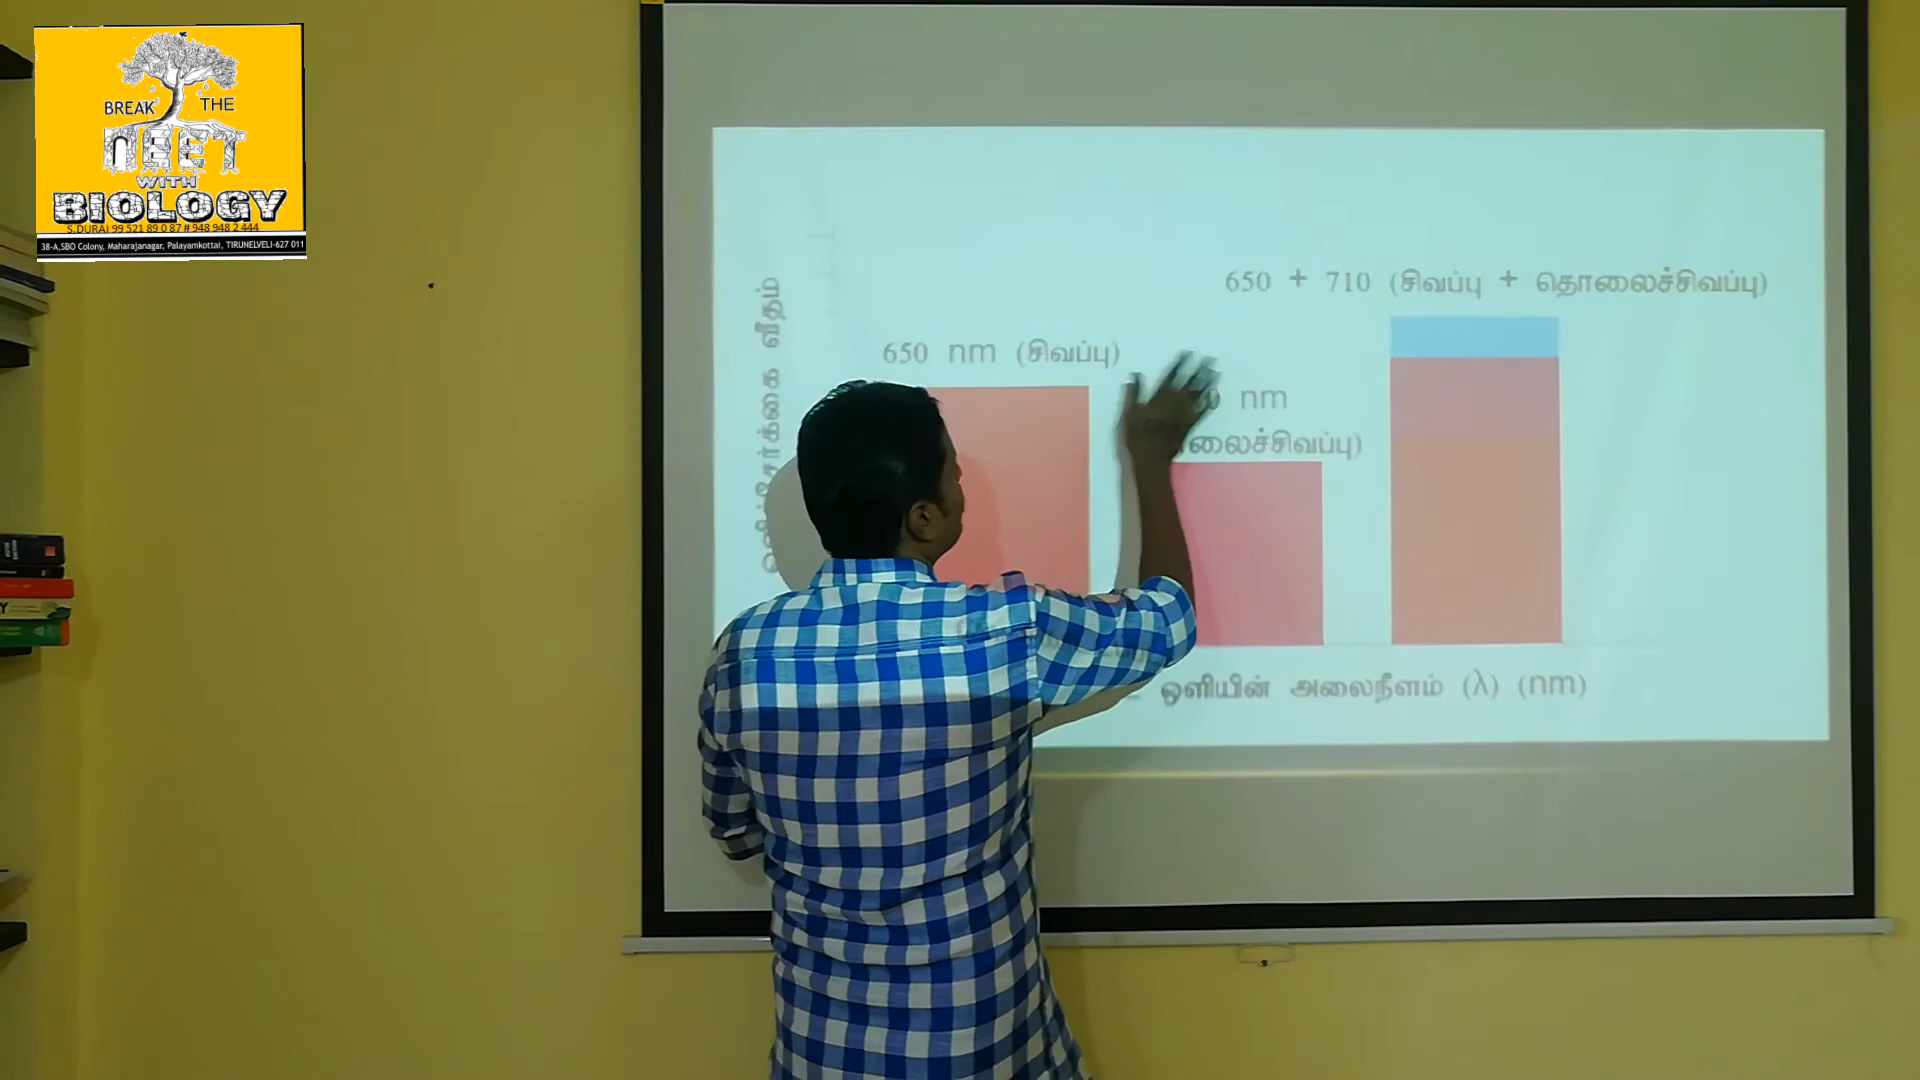 BREAK THE
NEET
WITH
BIOLOGY
S.DURAI 99 521 89 0 87 # 948 948 2 444
38-A,SBO Colony, Maharajanagar, Palayamkottai, TIRUNELVELI-627 011
650 + 710 (சிவப்பு + தொலைச்சிவப்பு)
650 nm (சிவப்பு)
nm
வீதம்
ஒளியின் அலைநீளம் (λ) (nm)